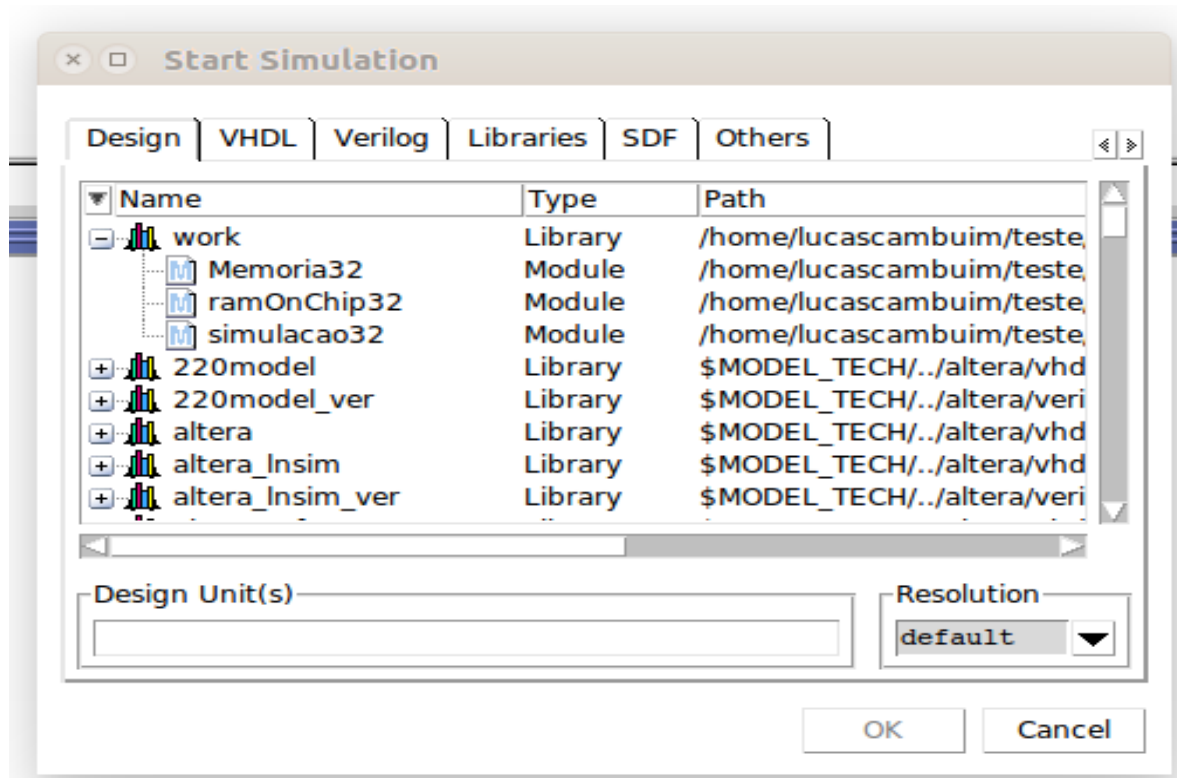 Start Simulation
Design VHDL Verilog Libraries SDF Others
Name Type Path
work Library /home/lucascambuim/teste/
Memoria32 Module /home/lucascambuim/teste/
ramOnChip32 Module /home/lucascambuim/teste/
simulacao32 Module /home/lucascambuim/teste/
220model Library $MODEL_TECH/../altera/vhd
220model_ver Library $MODEL_TECH/../altera/veri
altera Library $MODEL_TECH/../altera/vhd
altera_lnsim Library $MODEL_TECH/../altera/vhd
altera_lnsim_ver Library $MODEL_TECH/../altera/veri
Design Unit(s) Resolution
default
OK Cancel